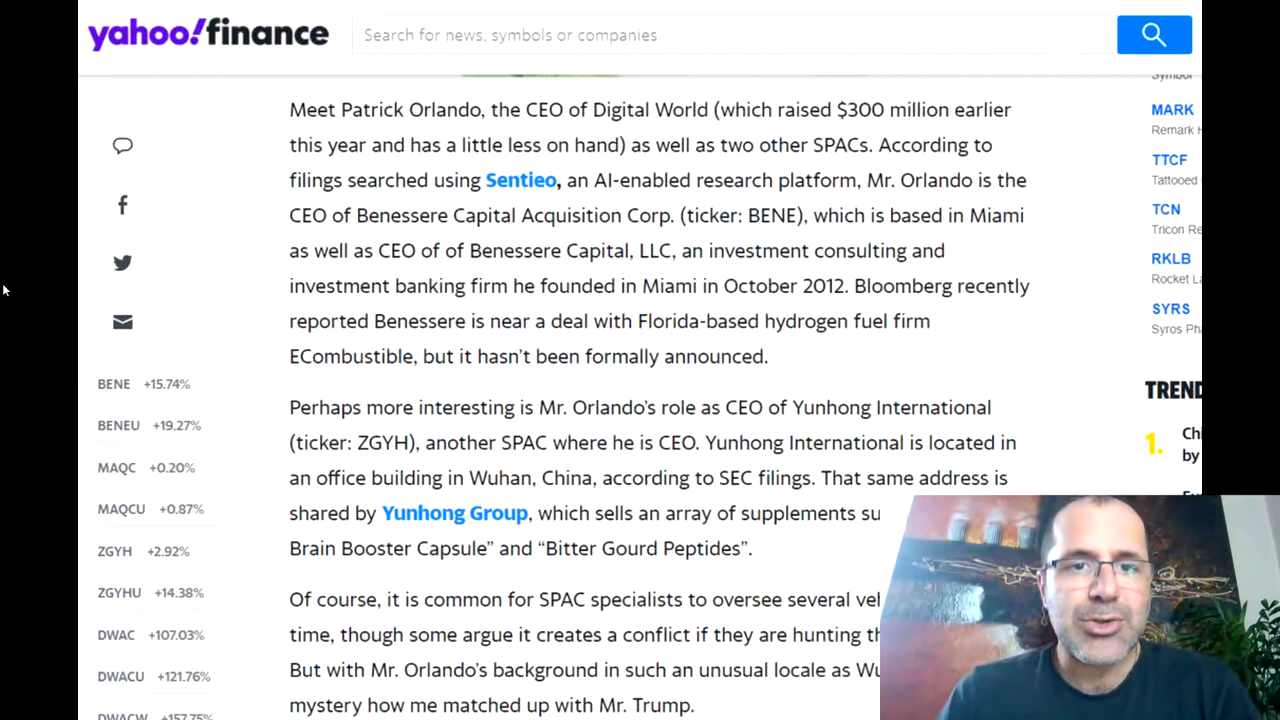 yahoo!finance
Search for news, symbols or companies
Meet Patrick Orlando, the CEO of Digital World (which raised $300 million earlier
this year and has a little less on hand) as well as two other SPACs. According to
filings searched using Sentieo, an AI-enabled research platform, Mr. Orlando is the
CEO of Benessere Capital Acquisition Corp. (ticker: BENE), which is based in Miami
as well as CEO of of Benessere Capital, LLC, an investment consulting and
investment banking firm he founded in Miami in October 2012. Bloomberg recently
reported Benessere is near a deal with Florida-based hydrogen fuel firm
ECombustible, but it hasn't been formally announced.
Perhaps more interesting is Mr. Orlando's role as CEO of Yunhong International
(ticker: ZGYH), another SPAC where he is CEO. Yunhong International is located in
an office building in Wuhan, China, according to SEC filings. That same address is
shared by Yunhong Group, which sells an array of supplements su
Brain Booster Capsule" and "Bitter Gourd Peptides".
Of course, it is common for SPAC specialists to oversee several
time, though some argue it creates a conflict if they are hunting
But with Mr. Orlando's background in such an unusual locale as
mystery how me matched up with Mr. Trump.
BENE +15.74%
BENEU +19.27%
MAQC +0.20%
MAQCU +0.87%
ZGYH +2.92%
ZGYHU +14.38%
DWAC +107.03%
DWACU +121.76%
DWACW +157.75%
Symbol
MARK
Remark
TTCF
Tattooed
TCN
Tricon Re
RKLB
Rocket
SYRS
Syros
TREND
1.
Chi
by